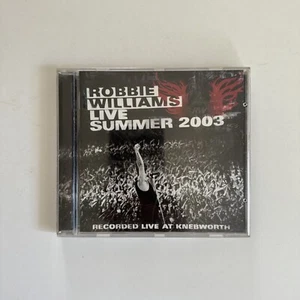 ROBBIE
WILLIAMS
LIVE
SUMMER 2003
RECORDED LIVE AT KNEBWORTH